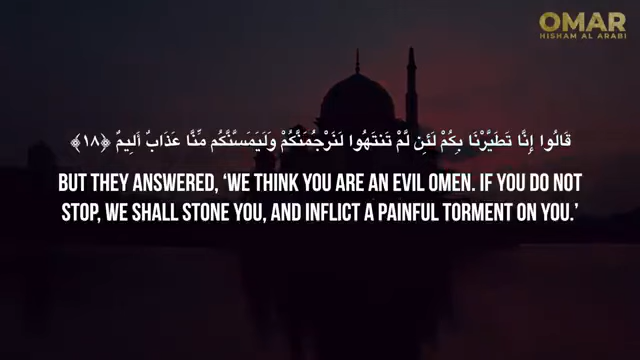 OMAR
HISHAM AL ARABI
قَالُوا إِنَّا تَطَيَّرْنَا بِكُمْ لَئِن لَّمْ تَنتَهُوا لَنَرْجُمَنَّكُمْ وَلَيَمَسَّنَّكُم مِّنَّا عَذَابٌ أَلِيمٌ ﴿١٨﴾
BUT THEY ANSWERED, ‘WE THINK YOU ARE AN EVIL OMEN. IF YOU DO NOT
STOP, WE SHALL STONE YOU, AND INFLICT A PAINFUL TORMENT ON YOU.’